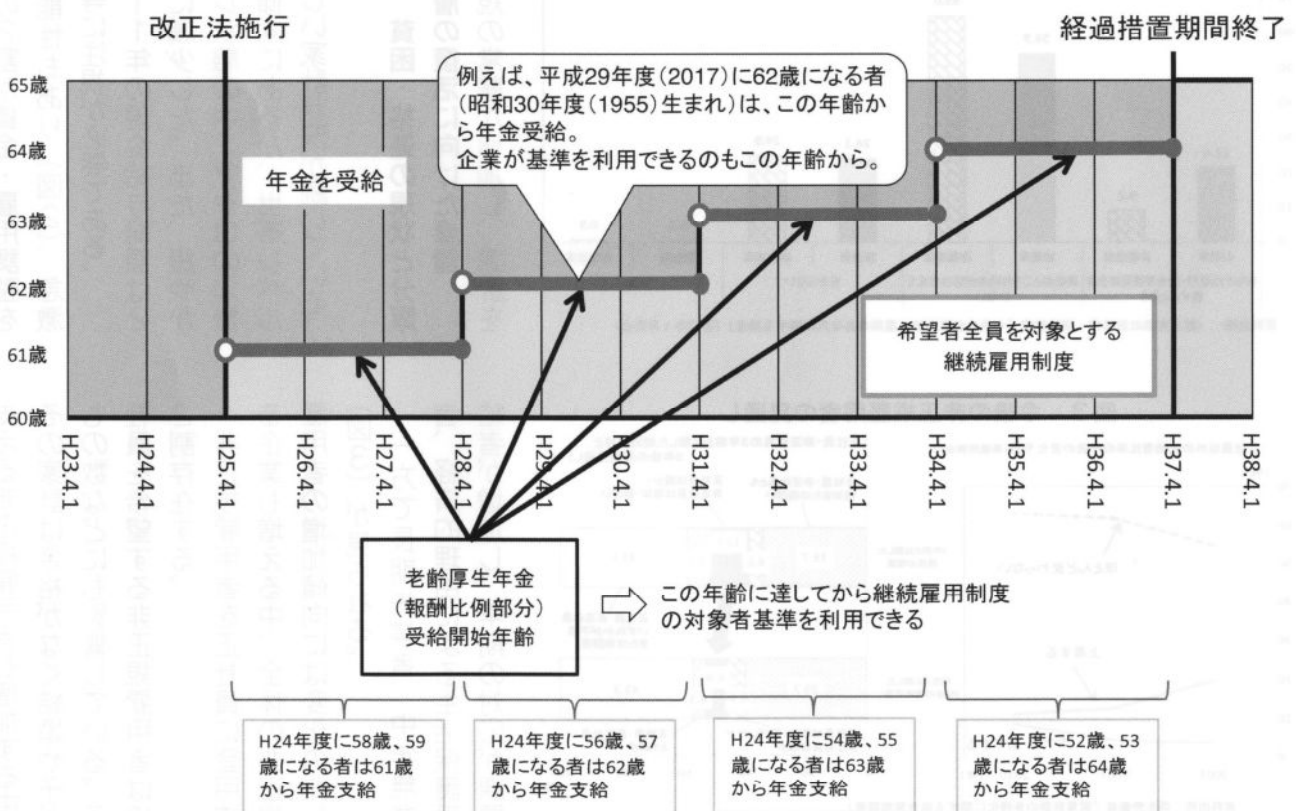 改正法施行
経過措置期間終了
例えば、平成29年度(2017)に62歳になる者
(昭和30年度(1955)生まれ)は、この年齢か
ら年金受給。
企業が基準を利用できるのもこの年齢から。
65歳
64歳
63歳
62歳
61歳
60歳
年金を受給
希望者全員を対象とする
継続雇用制度
H23.4.1
H24.4.1
H25.4.1
H26.4.1
H27.4.1
H28.4.1
H29.4.1
H30.4.1
H31.4.1
H32.4.1
H33.4.1
H34.4.1
H35.4.1
H36.4.1
H37.4.1
H38.4.1
老齢厚生年金
(報酬比例部分)
受給開始年齢
この年齢に達してから継続雇用制度
の対象者基準を利用できる
H24年度に58歳、59
歳になる者は61歳
から年金支給
H24年度に56歳、57
歳になる者は62歳
から年金支給
H24年度に54歳、55
歳になる者は63歳
から年金支給
H24年度に52歳、53
歳になる者は64歳
から年金支給